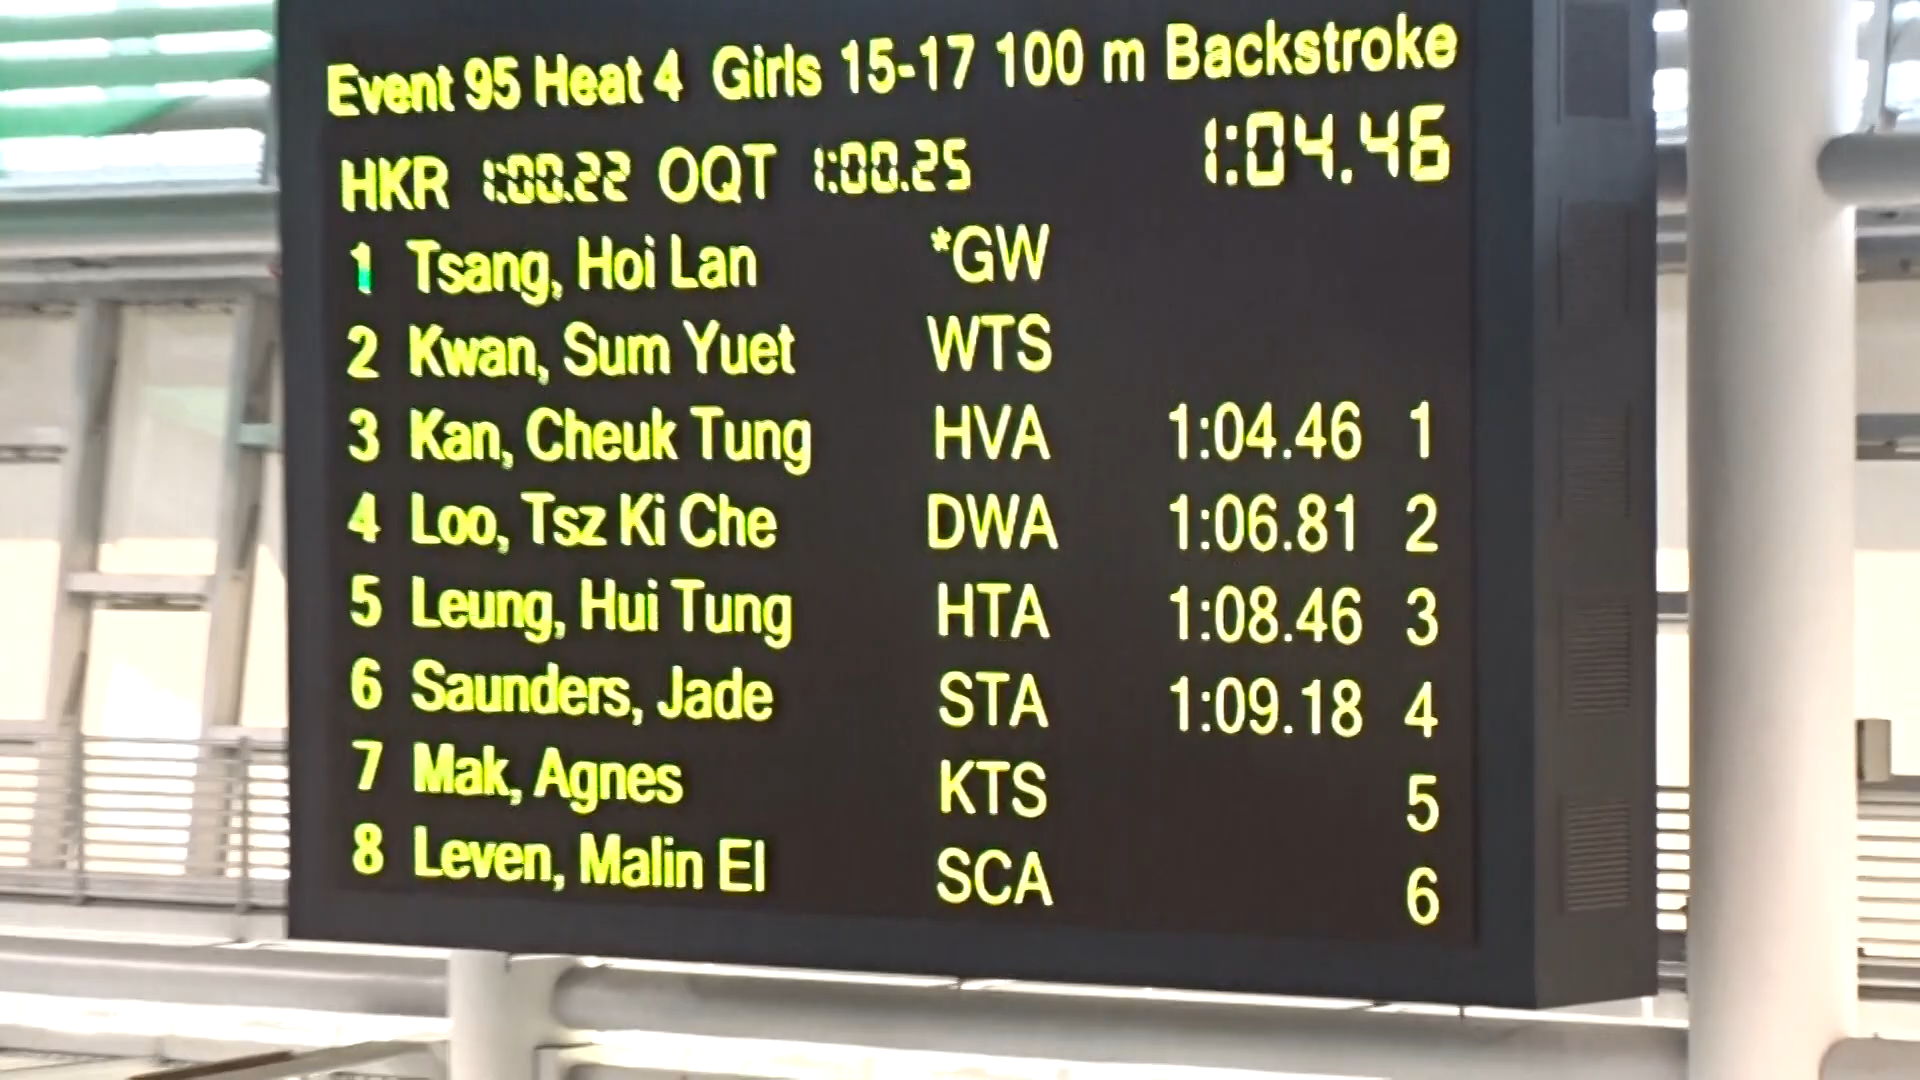 Event 95 Heat 4 Girls 15-17 100 m Backstroke
HKR 1:00.22 OQT 1:00.25 1:04.46
1 Tsang, Hoi Lan *GW
2 Kwan, Sum Yuet WTS
3 Kan, Cheuk Tung HVA 1:04.46 1
4 Loo, Tsz Ki Che DWA 1:06.81 2
5 Leung, Hui Tung HTA 1:08.46 3
6 Saunders, Jade STA 1:09.18 4
7 Mak, Agnes KTS 5
8 Leven, Malin El SCA 6